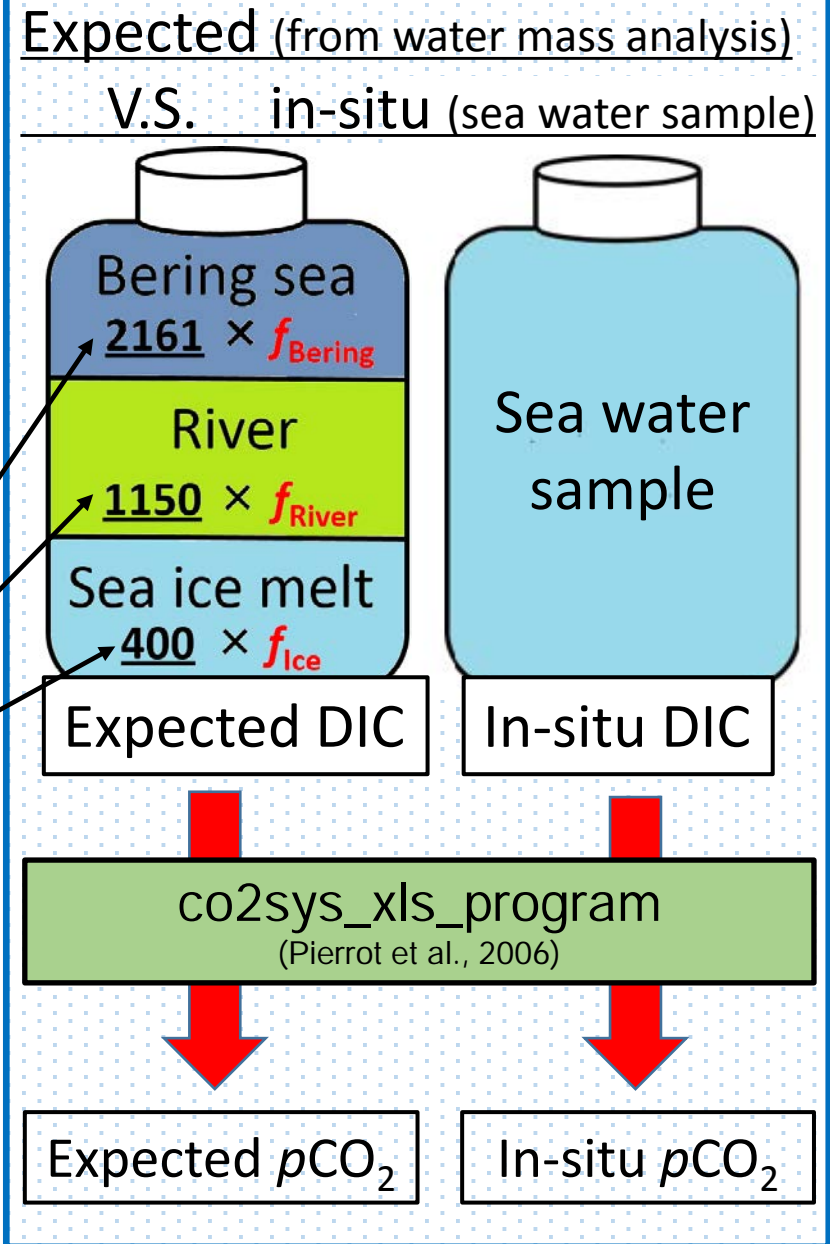 Expected (from water mass analysis)
V.S. in-situ (sea water sample)
Bering sea
2161 × fBering
River
1150 × fRiver
Sea ice melt
400 × fIce
Sea water
sample
Expected DIC
In-situ DIC
co2sys_xls_program
(Pierrot et al., 2006)
Expected pCO₂
In-situ pCO₂